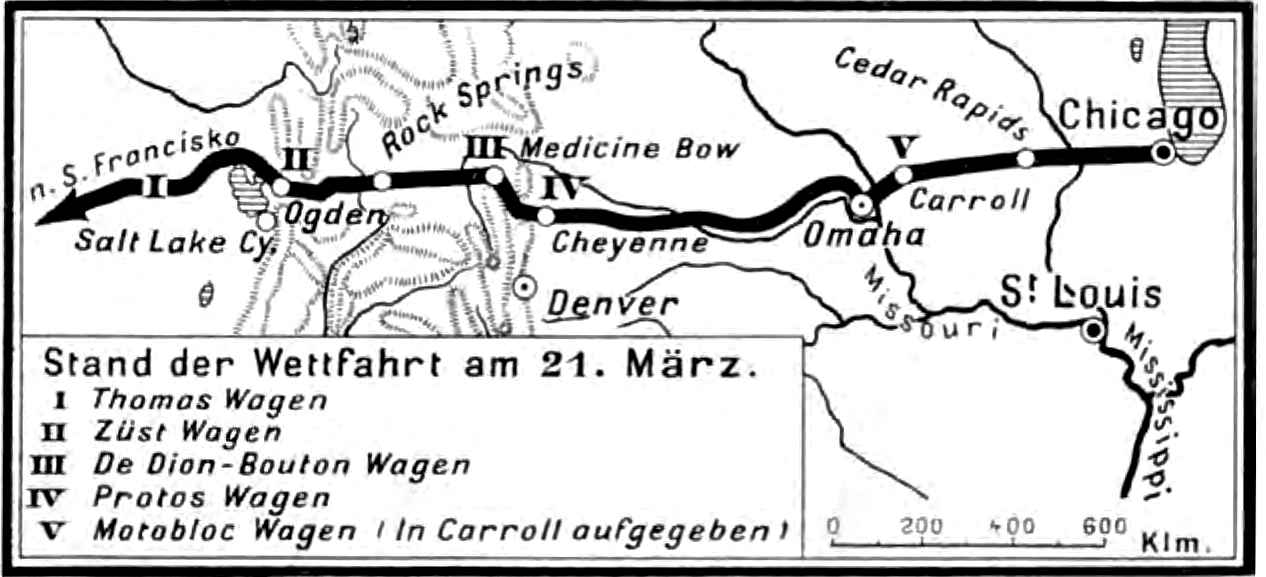 n. S. Francisko
I
II
Rock Springs
III
Medicine Bow
IV
Cedar Rapids
V
Chicago
Ogden
Salt Lake Cy.
Cheyenne
Omaha
Carroll
Denver
Missouri
St Louis
Mississippi
Stand der Wettfahrt am 21. März.
I Thomas Wagen
II Züst Wagen
III De Dion-Bouton Wagen
IV Protos Wagen
V Motobloc Wagen (In Carroll aufgegeben)
0 200 400 600 Klm.